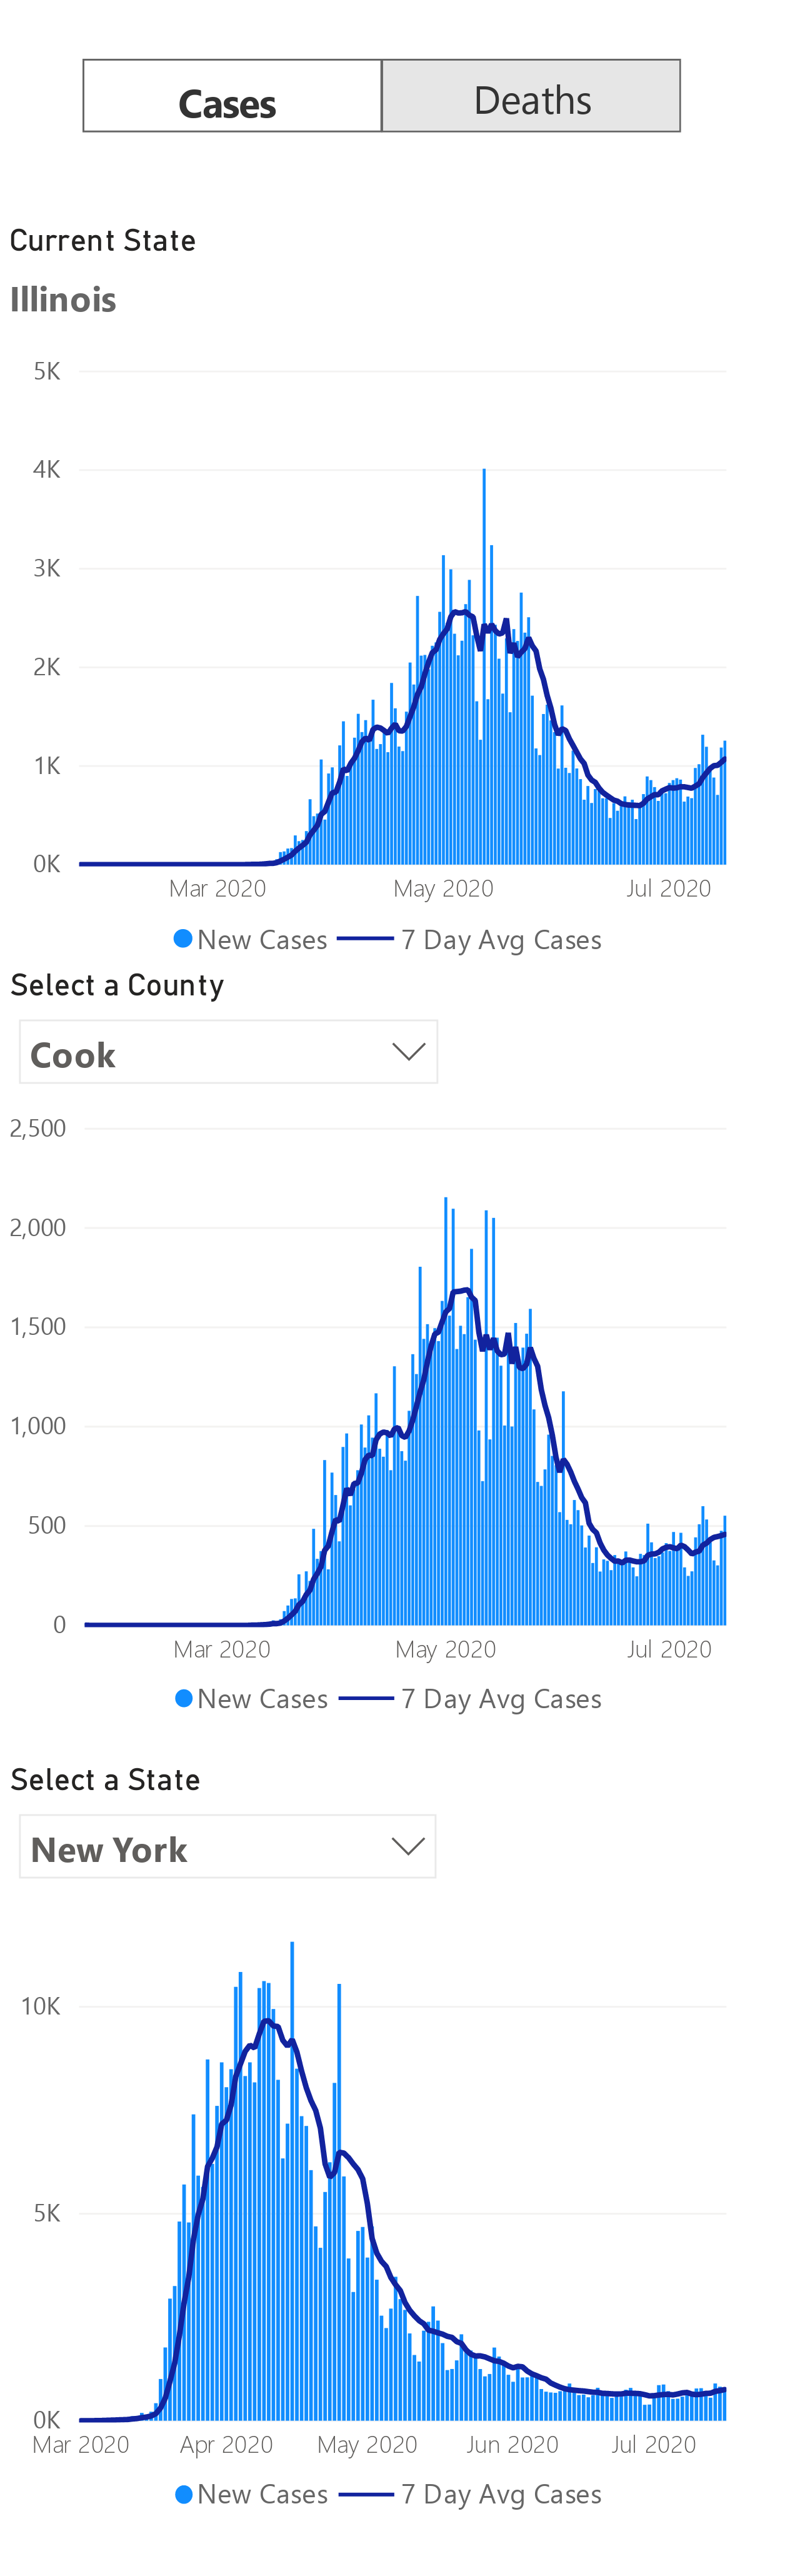 Cases Deaths
Current State
Illinois
5K
4K
3K
2K
1K
0K
Mar 2020 May 2020 Jul 2020
New Cases 7 Day Avg Cases
Select a County
Cook
2,500
2,000
1,500
1,000
500
0
Mar 2020 May 2020 Jul 2020
New Cases 7 Day Avg Cases
Select a State
New York
10K
5K
0K
Mar 2020 Apr 2020 May 2020 Jun 2020 Jul 2020
New Cases 7 Day Avg Cases